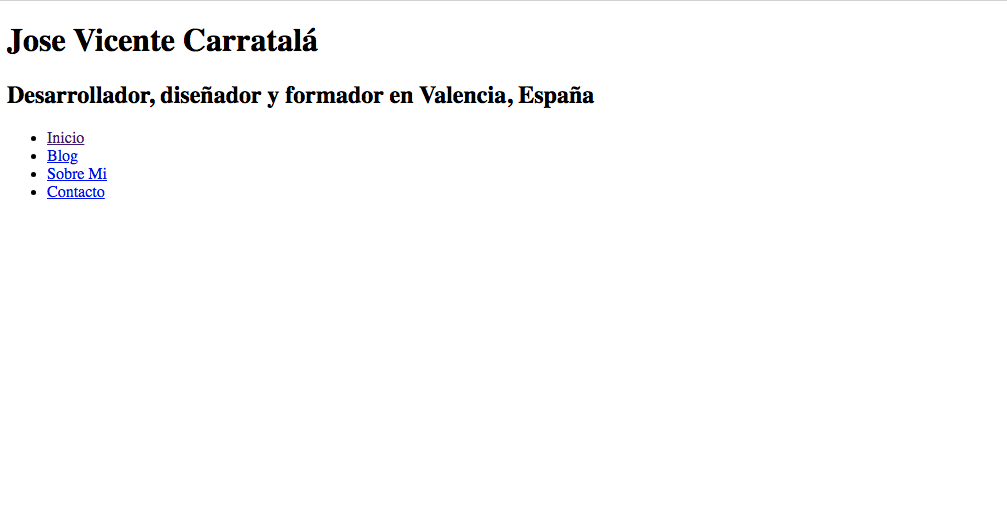 Jose Vicente Carratalá
Desarrollador, diseñador y formador en Valencia, España
Inicio
Blog
Sobre Mi
Contacto